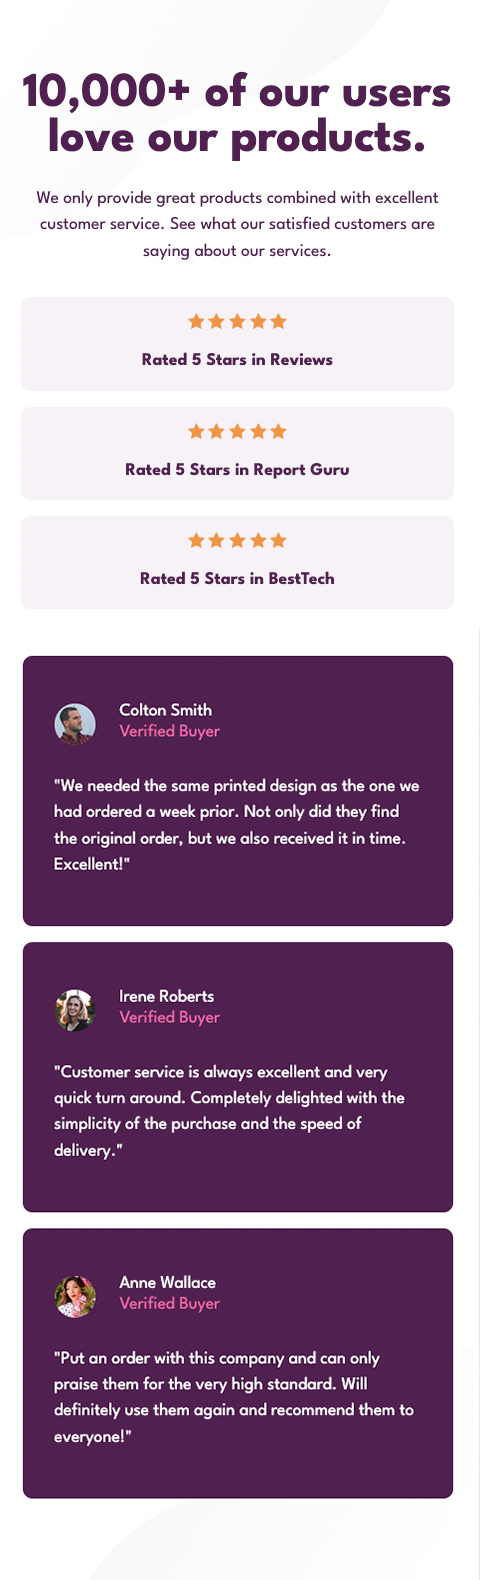 10,000+ of our users
love our products.
We only provide great products combined with excellent
customer service. See what our satisfied customers are
saying about our services.
Rated 5 Stars in Reviews
Rated 5 Stars in Report Guru
Rated 5 Stars in BestTech
Colton Smith
Verified Buyer
"We needed the same printed design as the one we
had ordered a week prior. Not only did they find
the original order, but we also received it in time.
Excellent!"
Irene Roberts
Verified Buyer
"Customer service is always excellent and very
quick turn around. Completely delighted with the
simplicity of the purchase and the speed of
delivery."
Anne Wallace
Verified Buyer
"Put an order with this company and can only
praise them for the very high standard. Will
definitely use them again and recommend them to
everyone!"